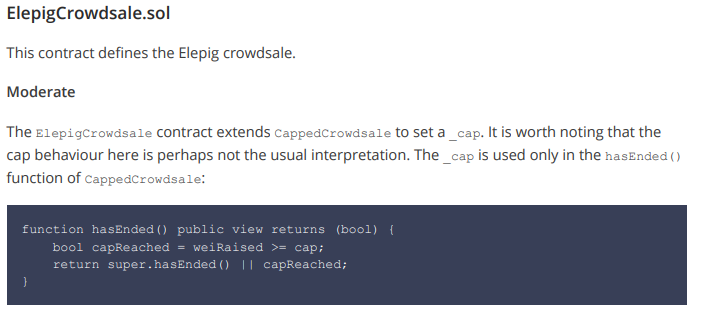 ElepigCrowdsale.sol
This contract defines the Elepig crowdsale.
Moderate
The ElepigCrowdsale contract extends CappedCrowdsale to set a _cap. It is worth noting that the
cap behaviour here is perhaps not the usual interpretation. The _cap is used only in the hasEnded()
function of CappedCrowdsale:
function hasEnded() public view returns (bool) {
    bool capReached = weiRaised >= cap;
    return super.hasEnded() || capReached;
}